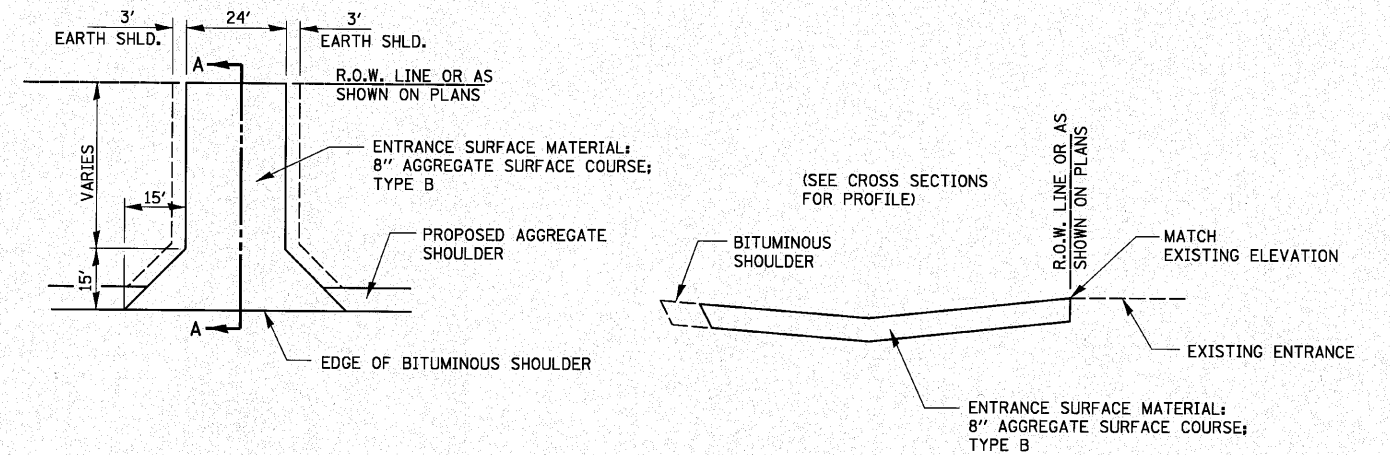 3'
24'
3'
EARTH SHLD.
EARTH SHLD.
A
R.O.W. LINE OR AS
SHOWN ON PLANS
VARIES
ENTRANCE SURFACE MATERIAL:
8" AGGREGATE SURFACE COURSE;
TYPE B
15'
PROPOSED AGGREGATE
SHOULDER
15'
A
EDGE OF BITUMINOUS SHOULDER
(SEE CROSS SECTIONS
FOR PROFILE)
BITUMINOUS
SHOULDER
R.O.W. LINE OR AS
SHOWN ON PLANS
MATCH
EXISTING ELEVATION
EXISTING ENTRANCE
ENTRANCE SURFACE MATERIAL:
8" AGGREGATE SURFACE COURSE;
TYPE B